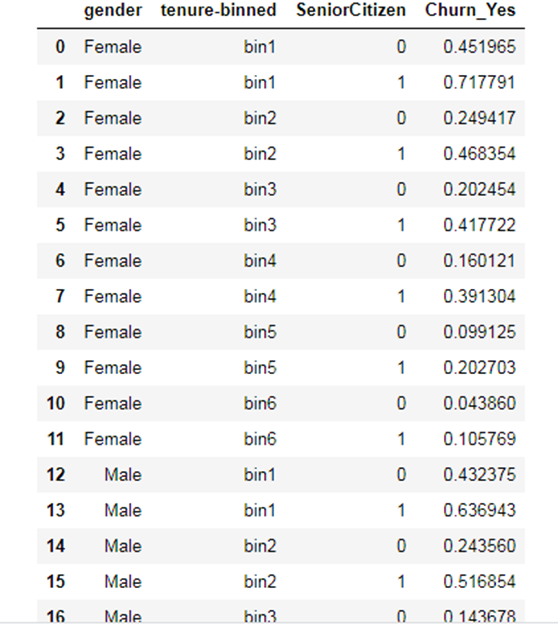 gender tenure-binned SeniorCitizen Churn_Yes
0 Female bin1 0 0.451965
1 Female bin1 1 0.717791
2 Female bin2 0 0.249417
3 Female bin2 1 0.468354
4 Female bin3 0 0.202454
5 Female bin3 1 0.417722
6 Female bin4 0 0.160121
7 Female bin4 1 0.391304
8 Female bin5 0 0.099125
9 Female bin5 1 0.202703
10 Female bin6 0 0.043860
11 Female bin6 1 0.105769
12 Male bin1 0 0.432375
13 Male bin1 1 0.636943
14 Male bin2 0 0.243560
15 Male bin2 1 0.516854
16 Male bin3 0 0.143678